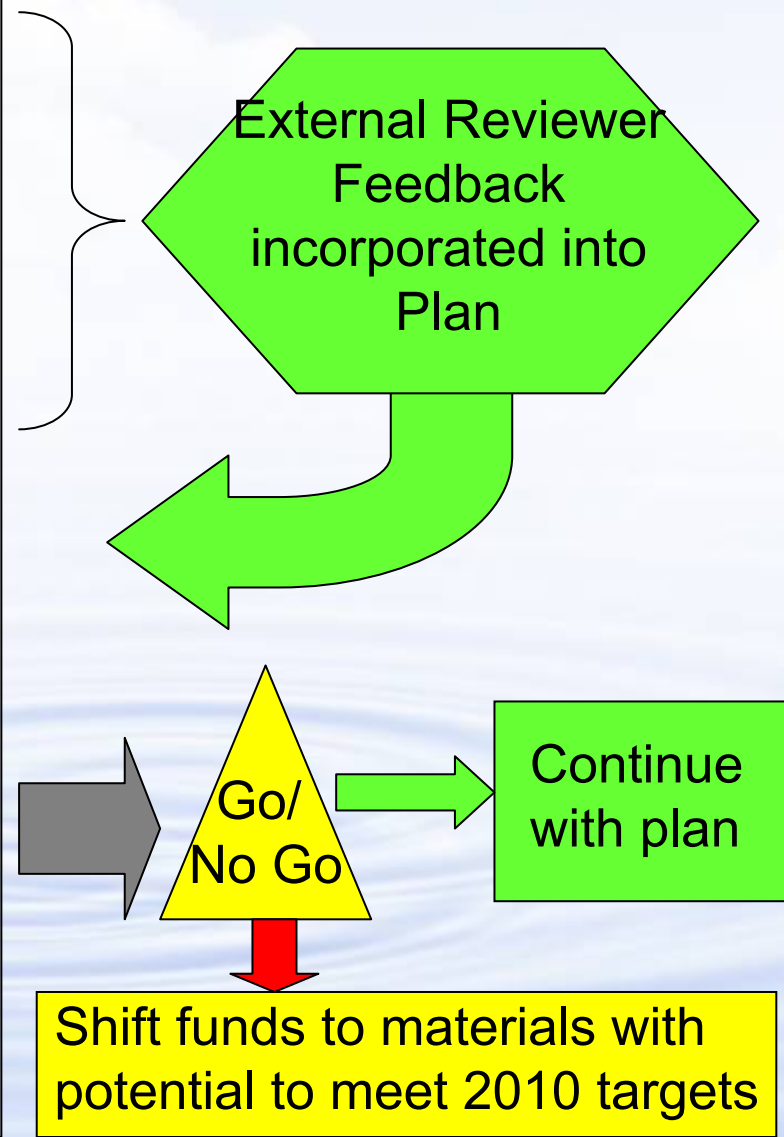 External Reviewer
Feedback
incorporated into
Plan
Go/
No Go
Continue
with plan
Shift funds to materials with
potential to meet 2010 targets